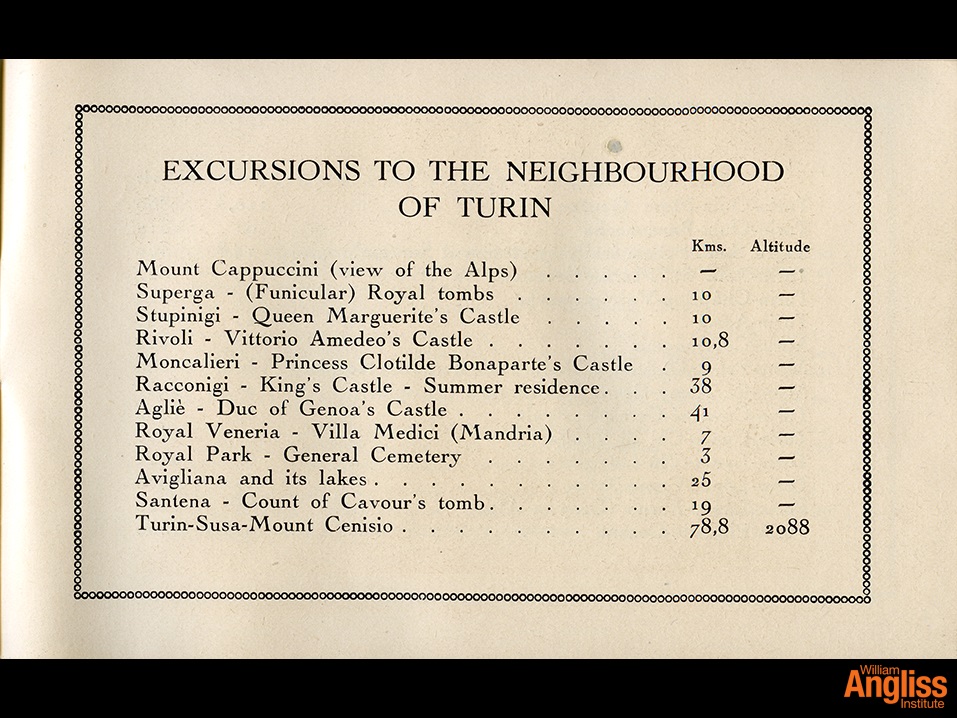 EXCURSIONS TO THE NEIGHBOURHOOD
OF TURIN
Kms. Altitude
Mount Cappuccini (view of the Alps) . . . . . — —
Superga - (Funicular) Royal tombs . . . . . . 10 —
Stupinigi - Queen Marguerite's Castle . . . . . 10 —
Rivoli - Vittorio Amedeo's Castle . . . . . . . 10,8 —
Moncalieri - Princess Clotilde Bonaparte's Castle . 9 —
Racconigi - King's Castle - Summer residence . . . 38 —
Agliè - Duc of Genoa's Castle . . . . . . . . 41 —
Royal Veneria - Villa Medici (Mandria) . . . . 7 —
Royal Park - General Cemetery . . . . . . . 3 —
Avigliana and its lakes . . . . . . . . . . . 25 —
Santena - Count of Cavour's tomb . . . . . . . 19 —
Turin-Susa-Mount Cenisio . . . . . . . . . . 78,8 2088
William
Angliss
Institute